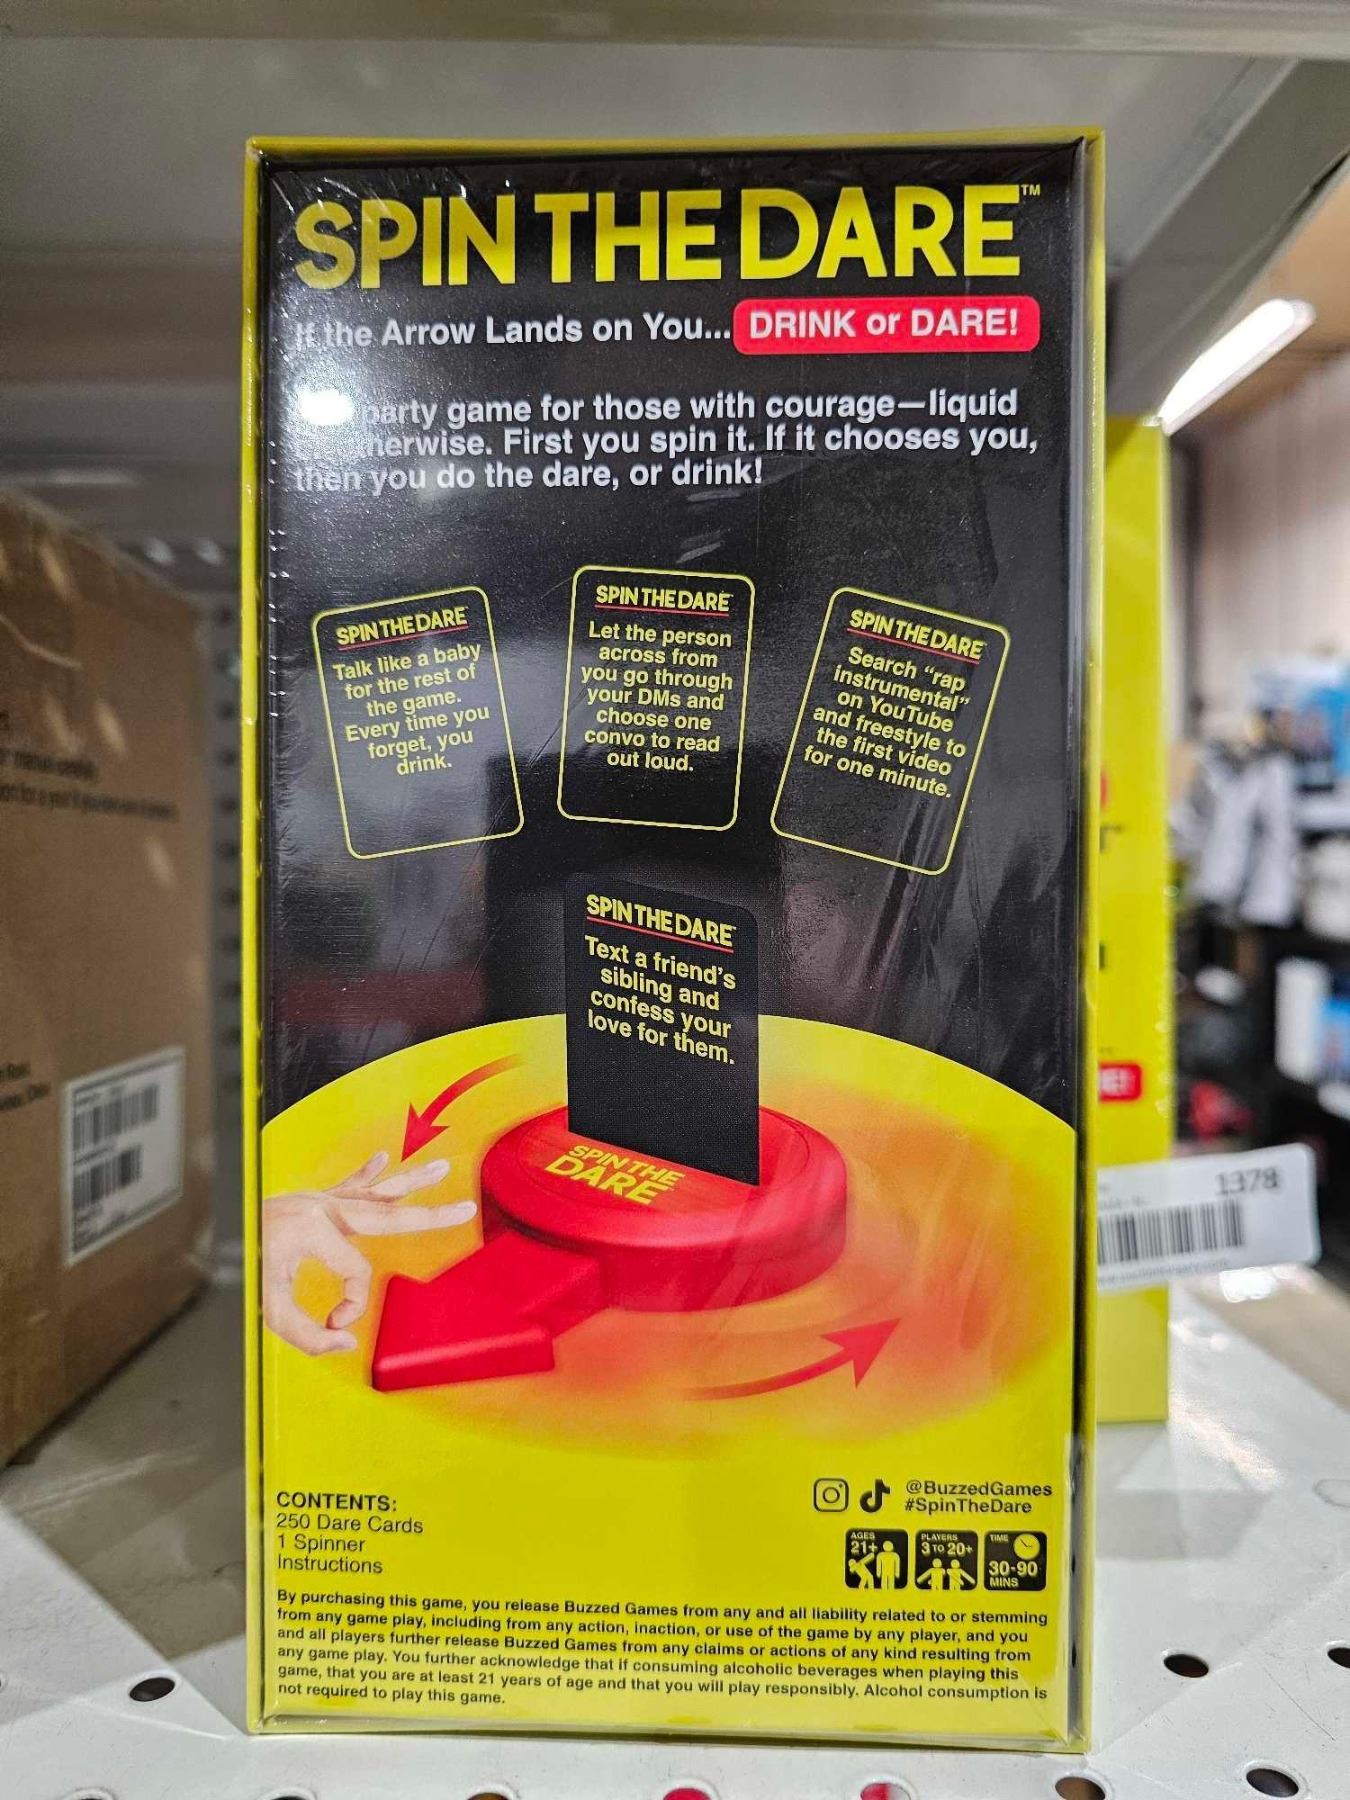 SPIN THE DARE™
If the Arrow Lands on You... DRINK or DARE!
party game for those with courage—liquid
First you spin it. If it chooses you,
then you do the dare, or drink!
SPIN THE DARE
Talk like a baby
for the rest of
the game.
Every time you
forget, you
drink.
SPIN THE DARE
Let the person
across from
you go through
your DMs and
choose one
convo to read
out loud.
SPIN THE DARE
Search “rap
instrumental”
on YouTube
and freestyle to
the first video
for one minute.
SPIN THE DARE
Text a friend’s
sibling and
confess your
love for them.
SPIN THE
DARE
CONTENTS:
250 Dare Cards
1 Spinner
Instructions
@BuzzedGames
#SpinTheDare
AGES
21+
PLAYERS
3 TO 20+
TIME
30-90
MINS
By purchasing this game, you release Buzzed Games from any and all liability related to or stemming
from any game play, including from any action, inaction, or use of the game by any player, and you
and all players further release Buzzed Games from any claims or actions of any kind resulting from
any game play. You further acknowledge that if consuming alcoholic beverages when playing this
game, that you are at least 21 years of age and that you will play responsibly. Alcohol consumption is
not required to play this game.
1378